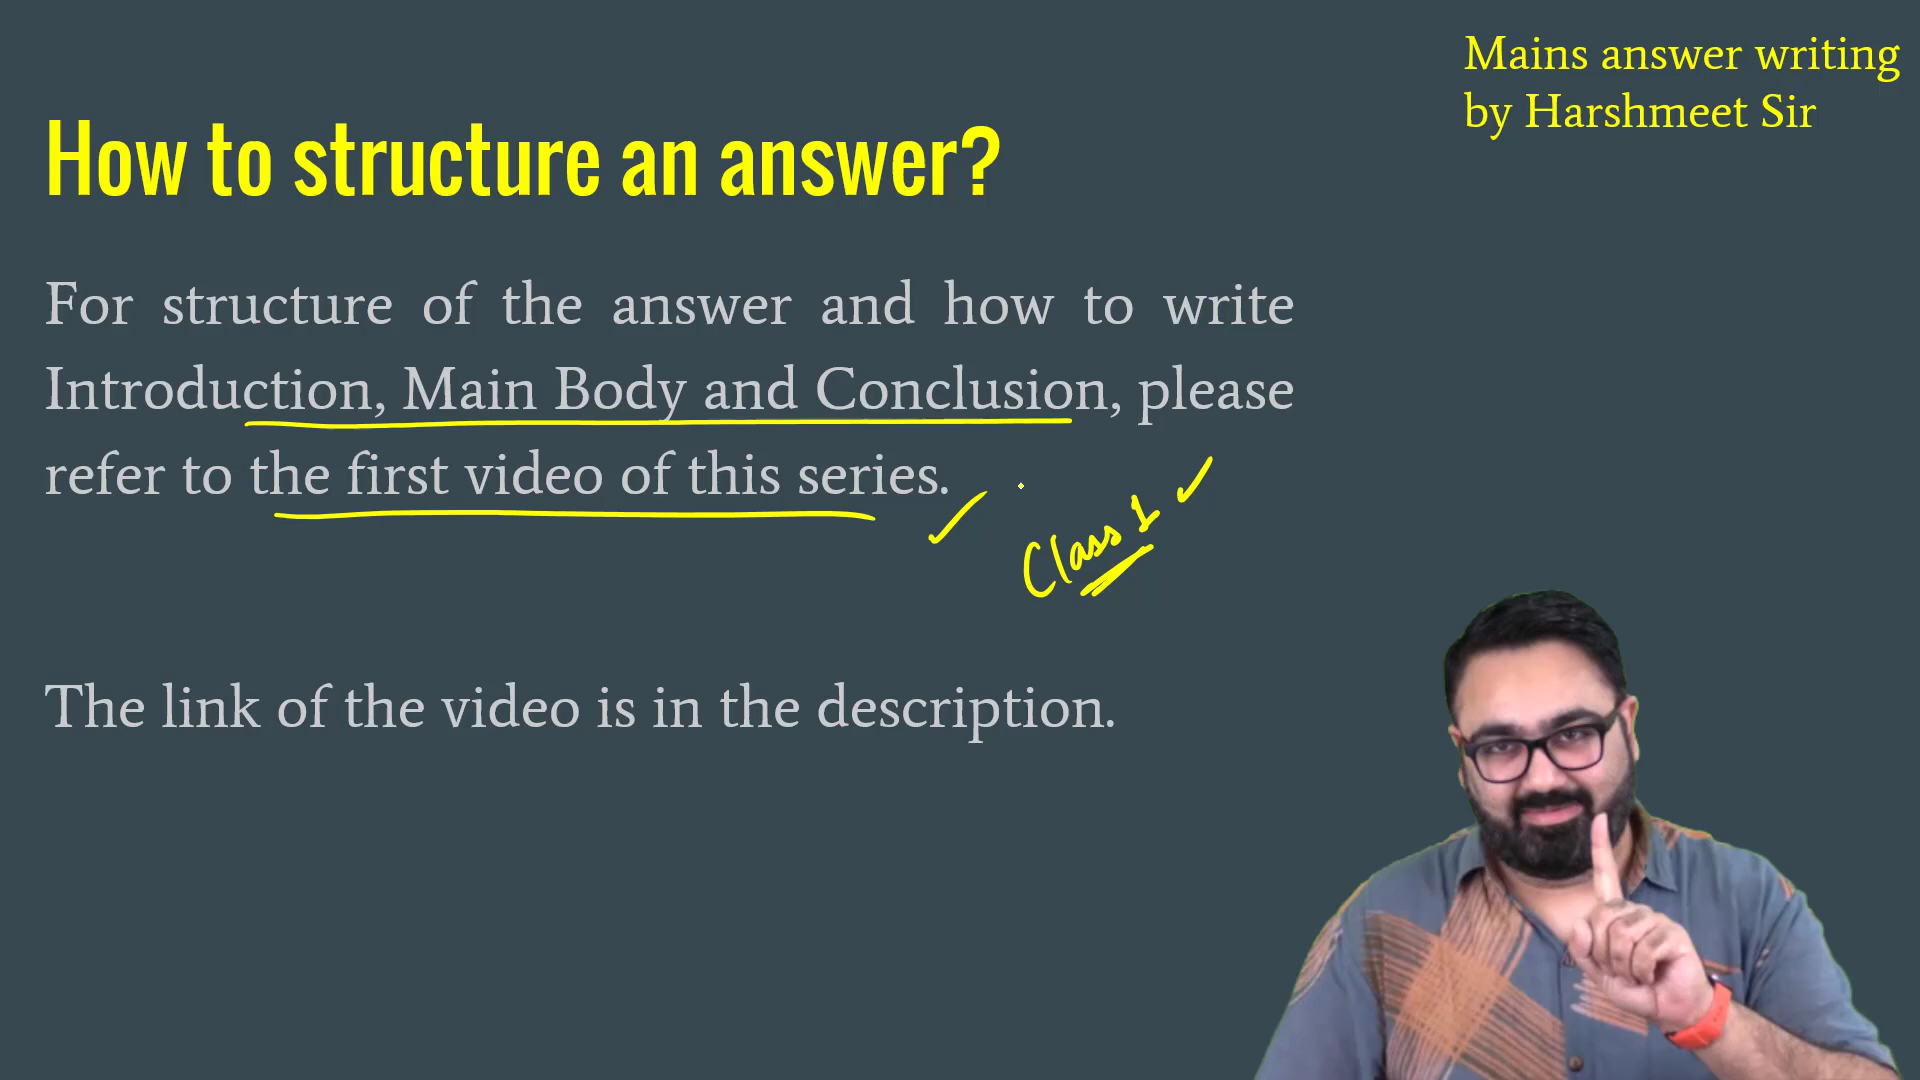 Mains answer writing
by Harshmeet Sir
How to structure an answer?
For structure of the answer and how to write
Introduction, Main Body and Conclusion, please
refer to the first video of this series.
Class 1
The link of the video is in the description.